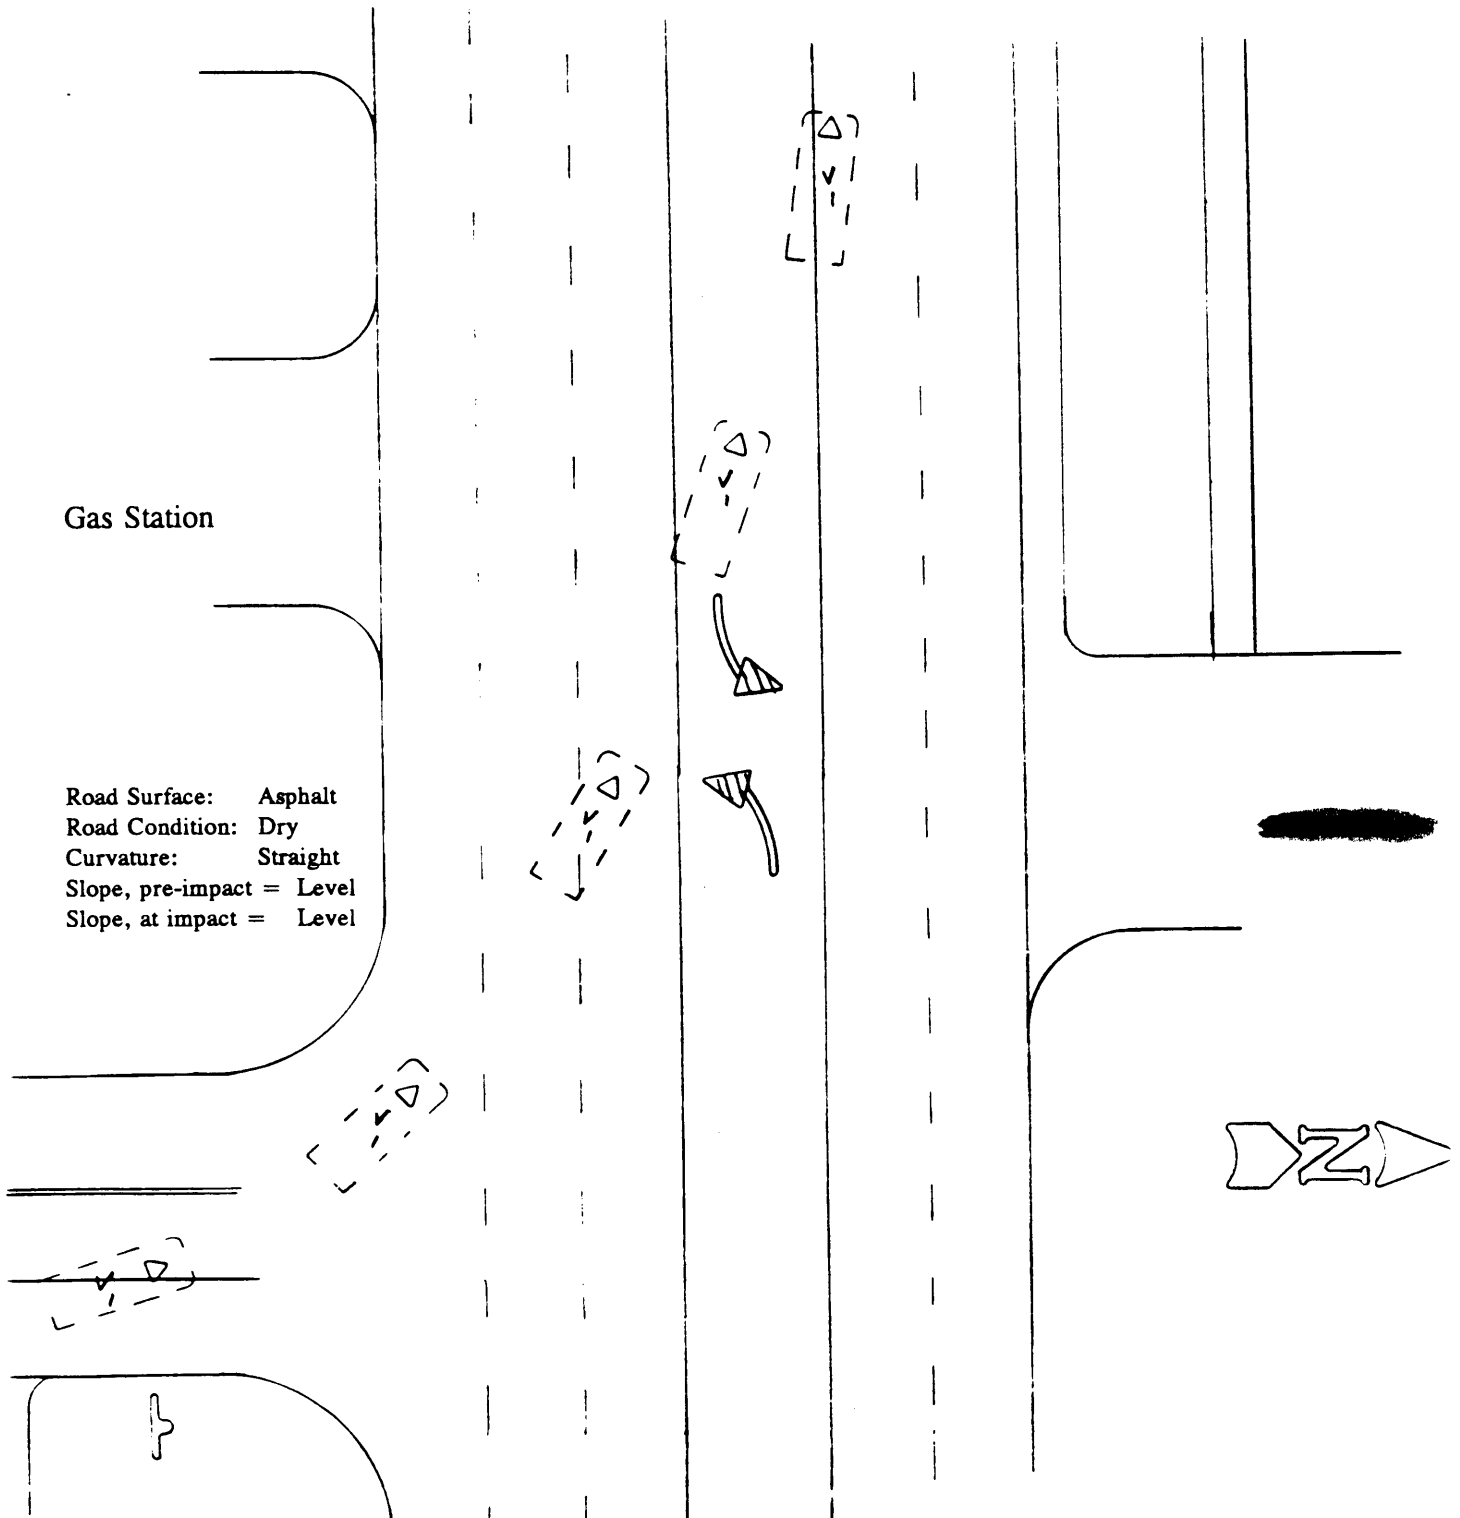 Gas Station
Road Surface: Asphalt
Road Condition: Dry
Curvature: Straight
Slope, pre-impact = Level
Slope, at impact = Level
N